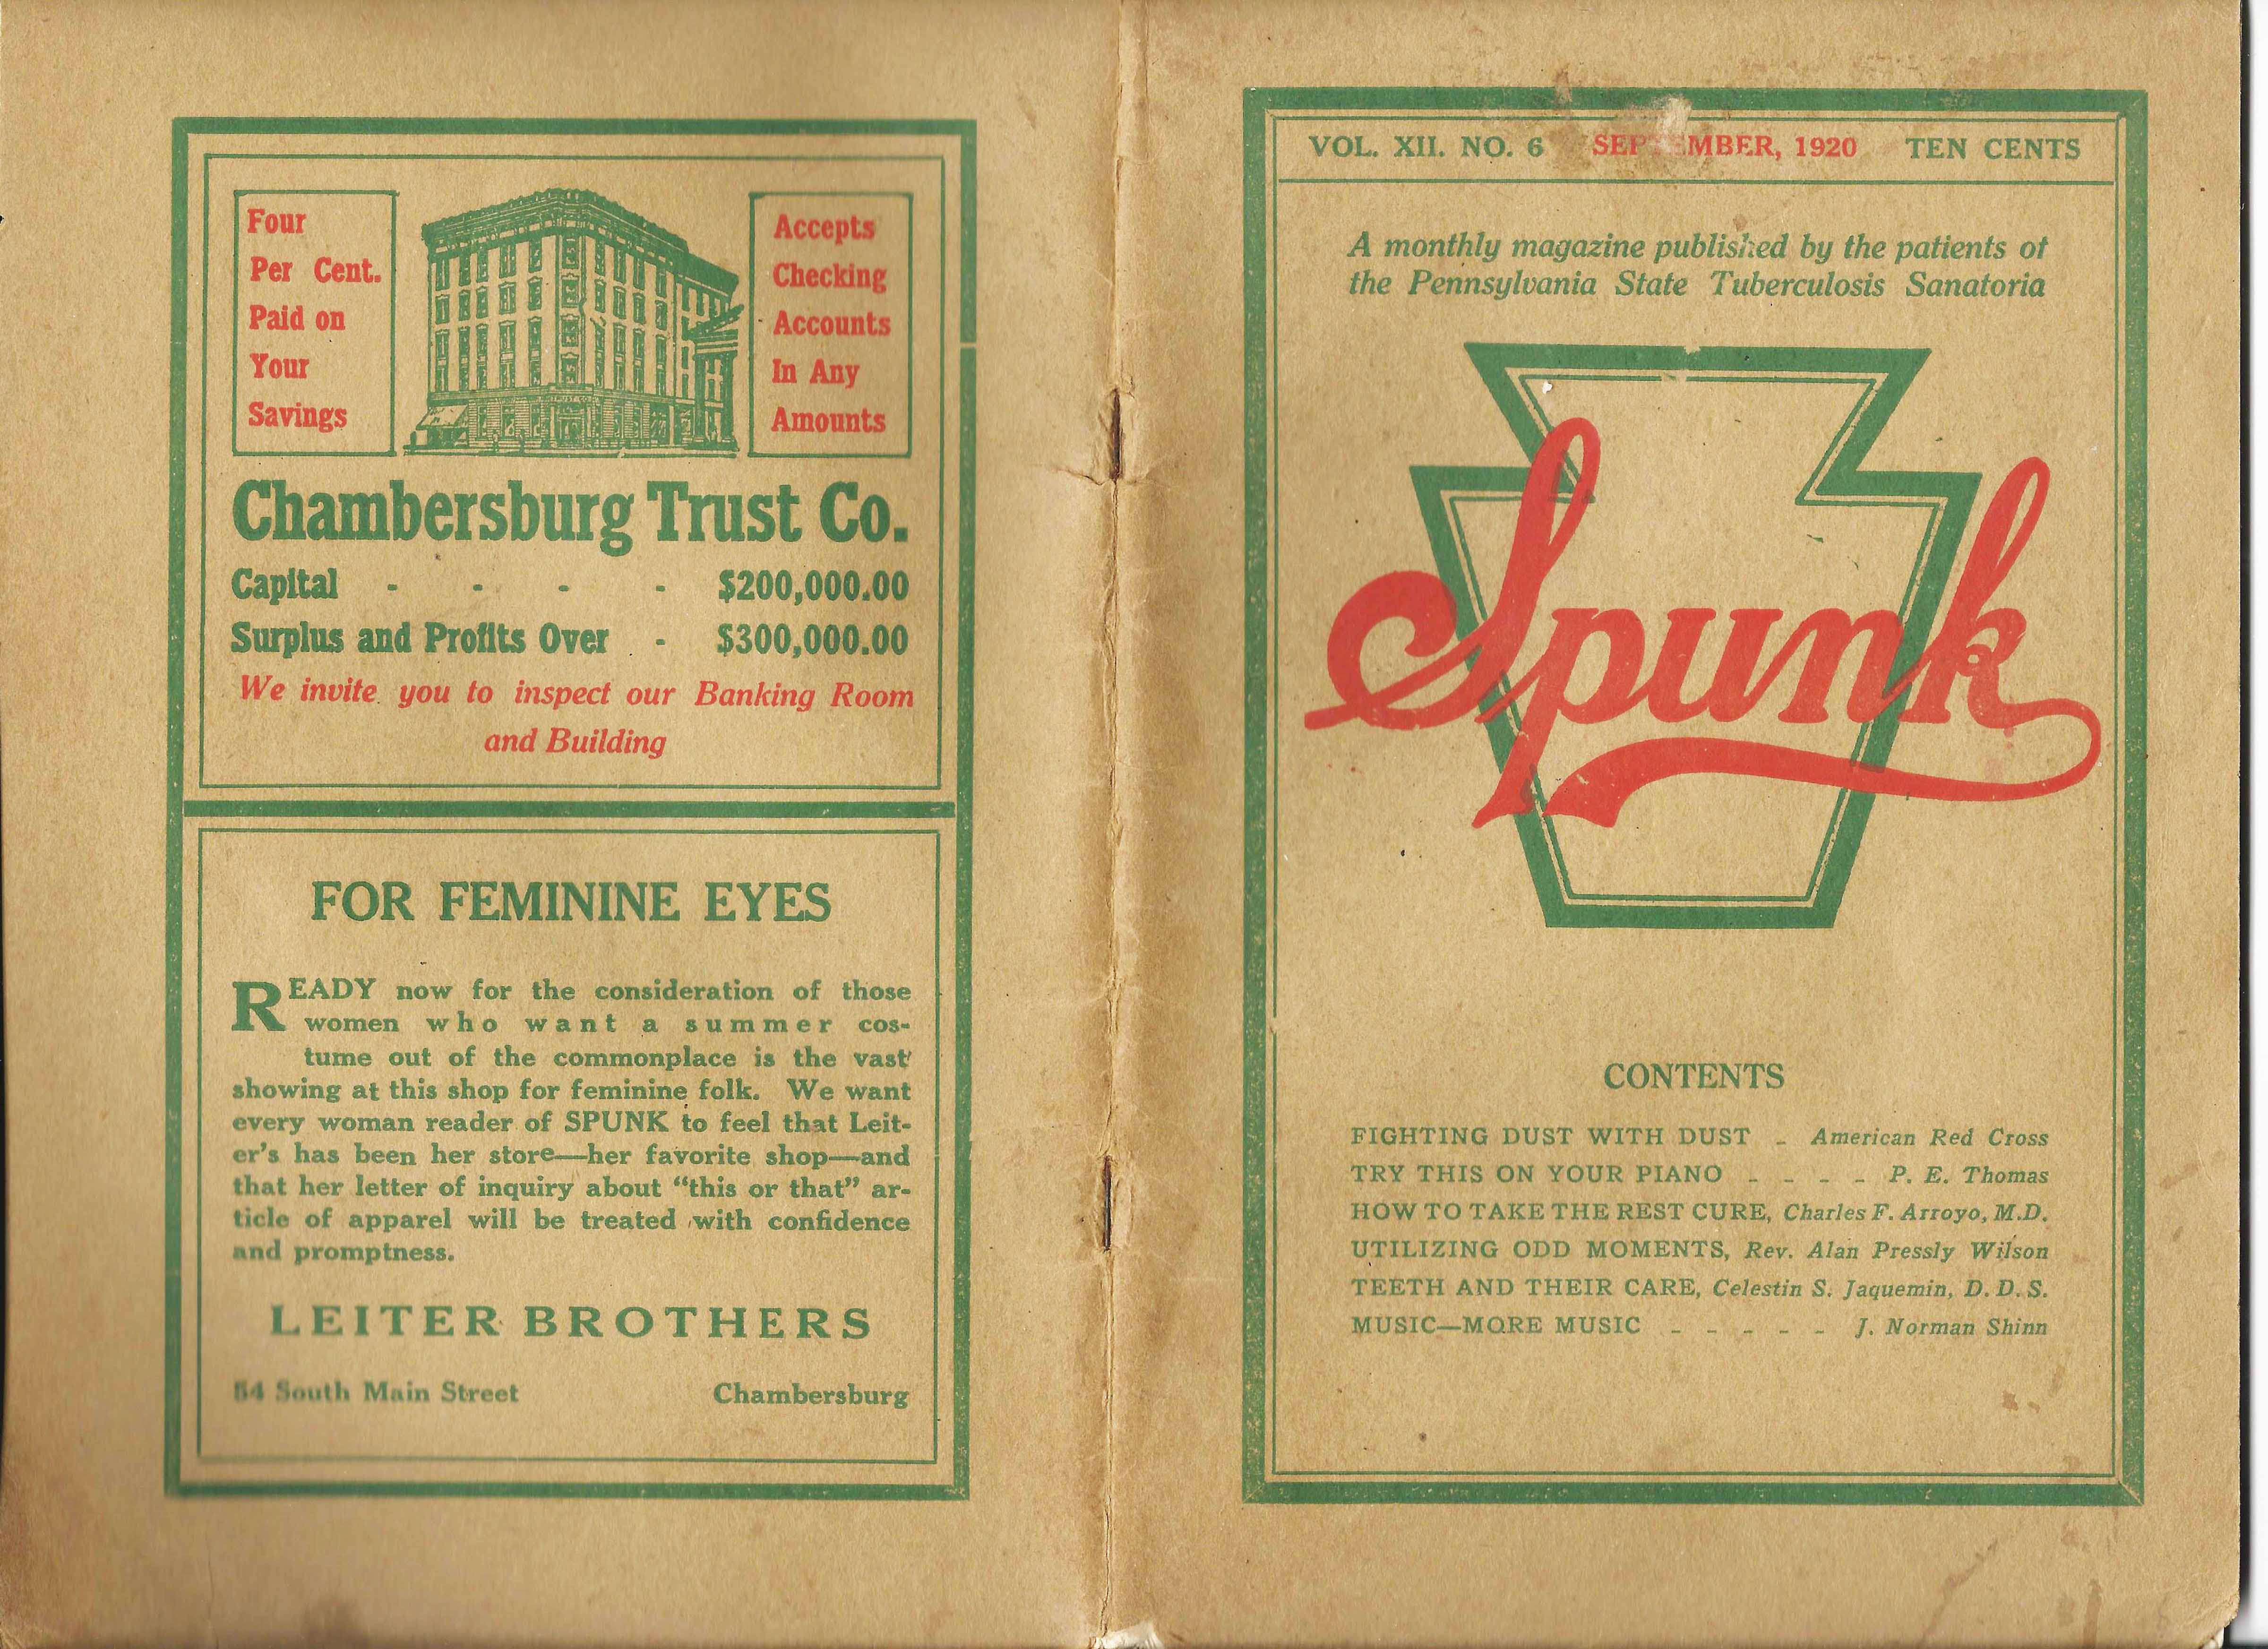 Four
Per Cent.
Paid on
Your
Savings
TRUST CO.
Accepts
Checking
Accounts
In Any
Amounts
Chambersburg Trust Co.
Capital - - - - $200,000.00
Surplus and Profits Over - $300,000.00
We invite you to inspect our Banking Room
and Building
FOR FEMININE EYES
READY now for the consideration of those
women who want a summer cos-
tume out of the commonplace is the vast
showing at this shop for feminine folk. We want
every woman reader of SPUNK to feel that Leit-
er's has been her store—her favorite shop—and
that her letter of inquiry about "this or that" ar-
ticle of apparel will be treated with confidence
and promptness.
LEITER BROTHERS
54 South Main Street Chambersburg
VOL. XII. NO. 6 SEPTEMBER, 1920 TEN CENTS
A monthly magazine published by the patients of
the Pennsylvania State Tuberculosis Sanatoria
Spunk
CONTENTS
FIGHTING DUST WITH DUST - American Red Cross
TRY THIS ON YOUR PIANO - - - - P. E. Thomas
HOW TO TAKE THE REST CURE, Charles F. Arroyo, M.D.
UTILIZING ODD MOMENTS, Rev. Alan Pressly Wilson
TEETH AND THEIR CARE, Celestin S. Jaquemin, D. D. S.
MUSIC—MORE MUSIC - - - - - J. Norman Shinn